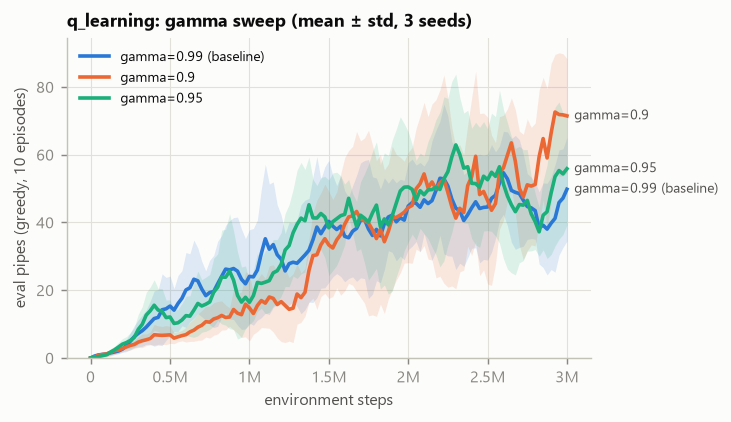 q_learning: gamma sweep (mean ± std, 3 seeds)
gamma=0.99 (baseline)
gamma=0.9
gamma=0.95
eval pipes (greedy, 10 episodes)
80
60
40
20
0
gamma=0.9
gamma=0.95
gamma=0.99 (baseline)
0 0.5M 1M 1.5M 2M 2.5M 3M
environment steps